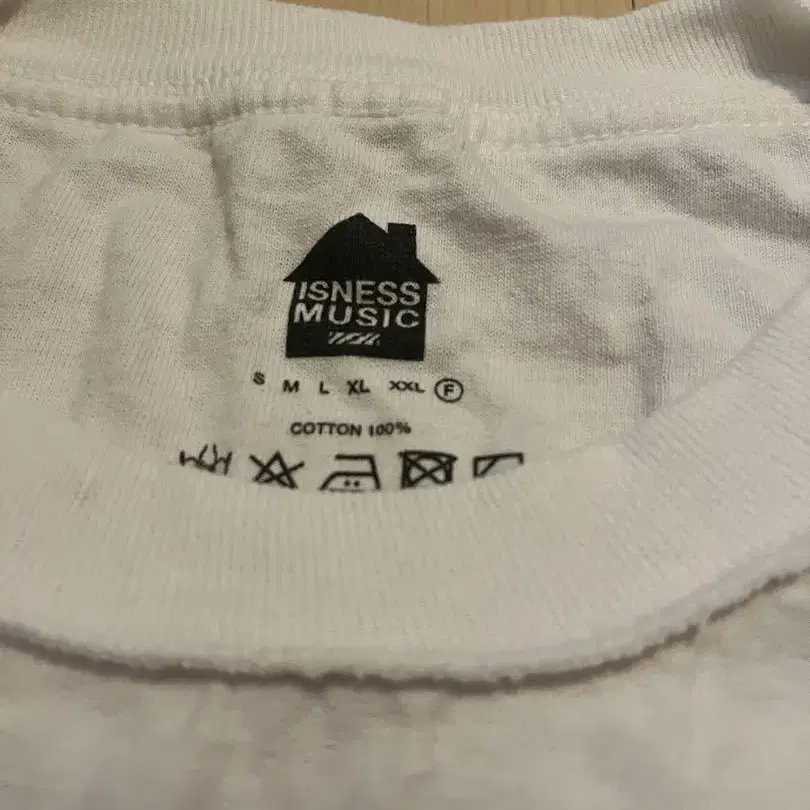 ISNESS
MUSIC
S M L XL XXL F
COTTON 100%